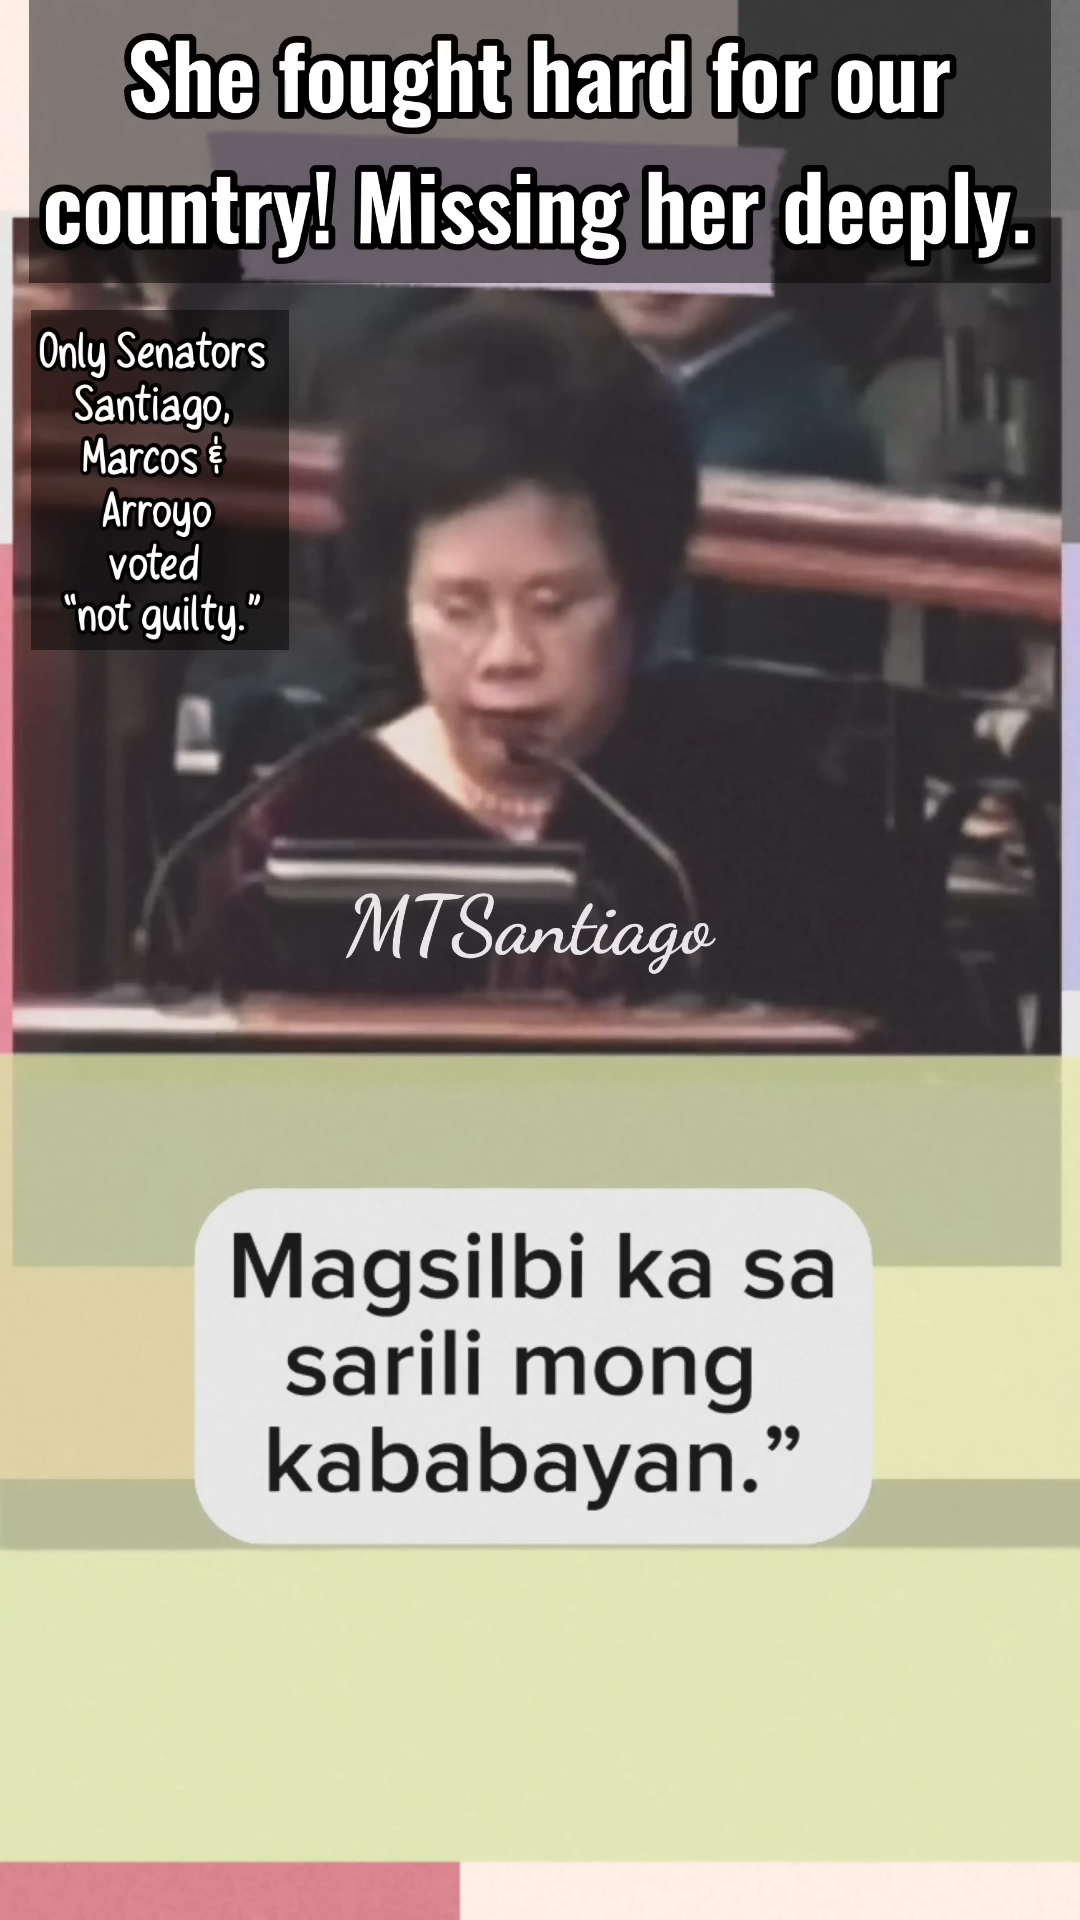 She fought hard for our
country! Missing her deeply.
Only Senators
Santiago,
Marcos &
Arroyo
voted
“not guilty.”
MTSantiago
Magsilbi ka sa
sarili mong
kababayan.”